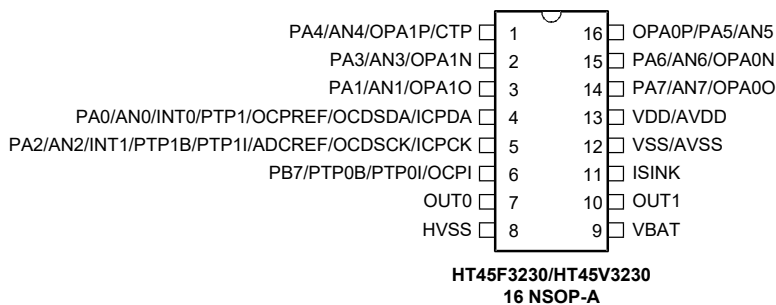 PA4/AN4/OPA1P/CTP 1 16 OPA0P/PA5/AN5
PA3/AN3/OPA1N 2 15 PA6/AN6/OPA0N
PA1/AN1/OPA1O 3 14 PA7/AN7/OPA0O
PA0/AN0/INT0/PTP1/OCPREF/OCDSDA/ICPDA 4 13 VDD/AVDD
PA2/AN2/INT1/PTP1B/PTP1I/ADCREF/OCDSCK/ICPCK 5 12 VSS/AVSS
PB7/PTP0B/PTP0I/OCPI 6 11 ISINK
OUT0 7 10 OUT1
HVSS 8 9 VBAT
HT45F3230/HT45V3230
16 NSOP-A